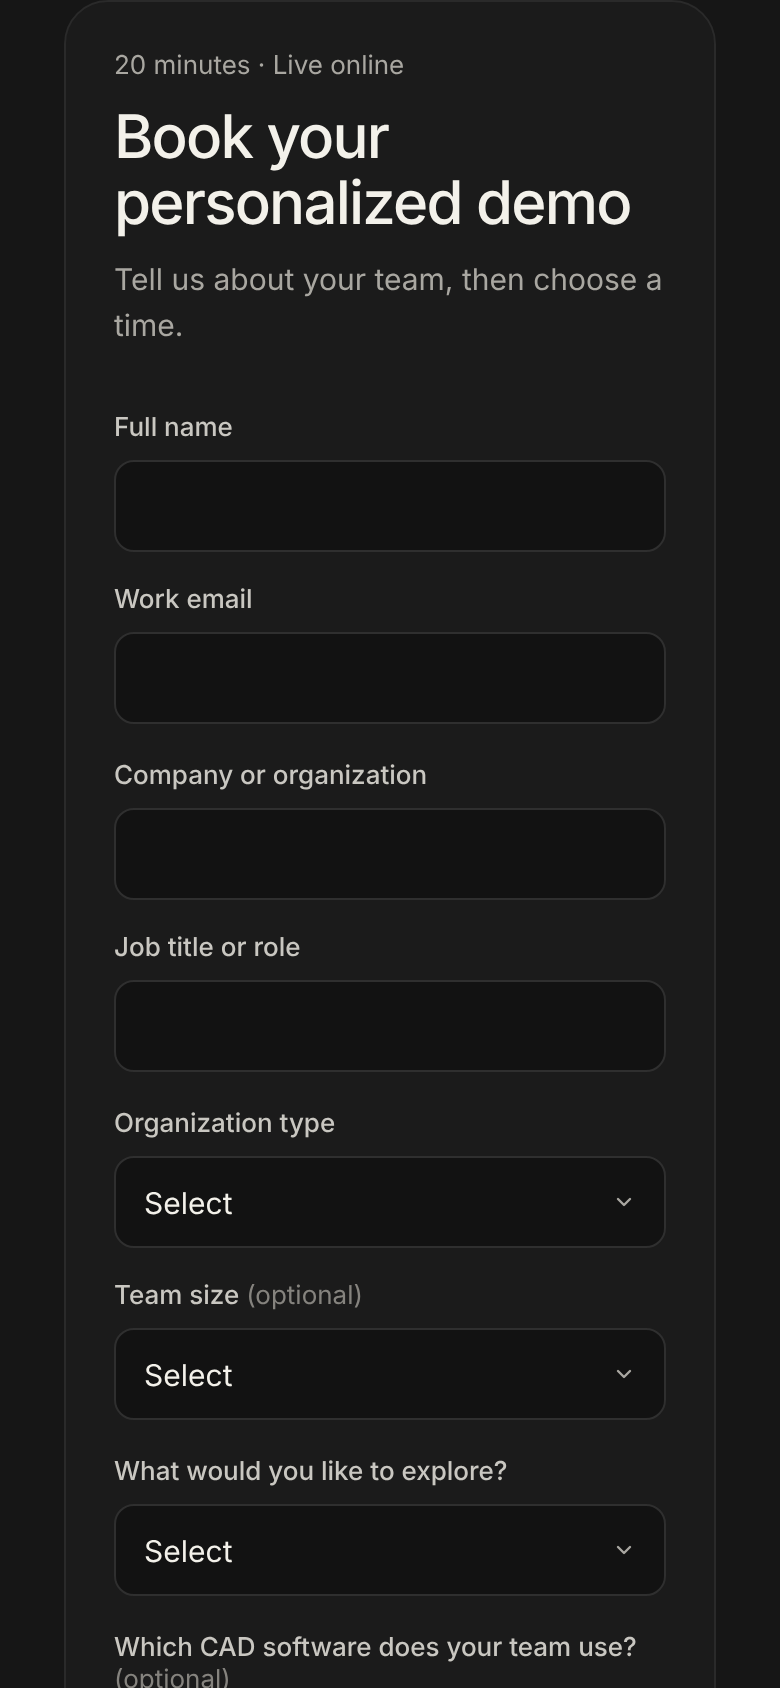 20 minutes · Live online
Book your
personalized demo
Tell us about your team, then choose a
time.
Full name
Work email
Company or organization
Job title or role
Organization type
Select
Team size (optional)
Select
What would you like to explore?
Select
Which CAD software does your team use?
(optional)